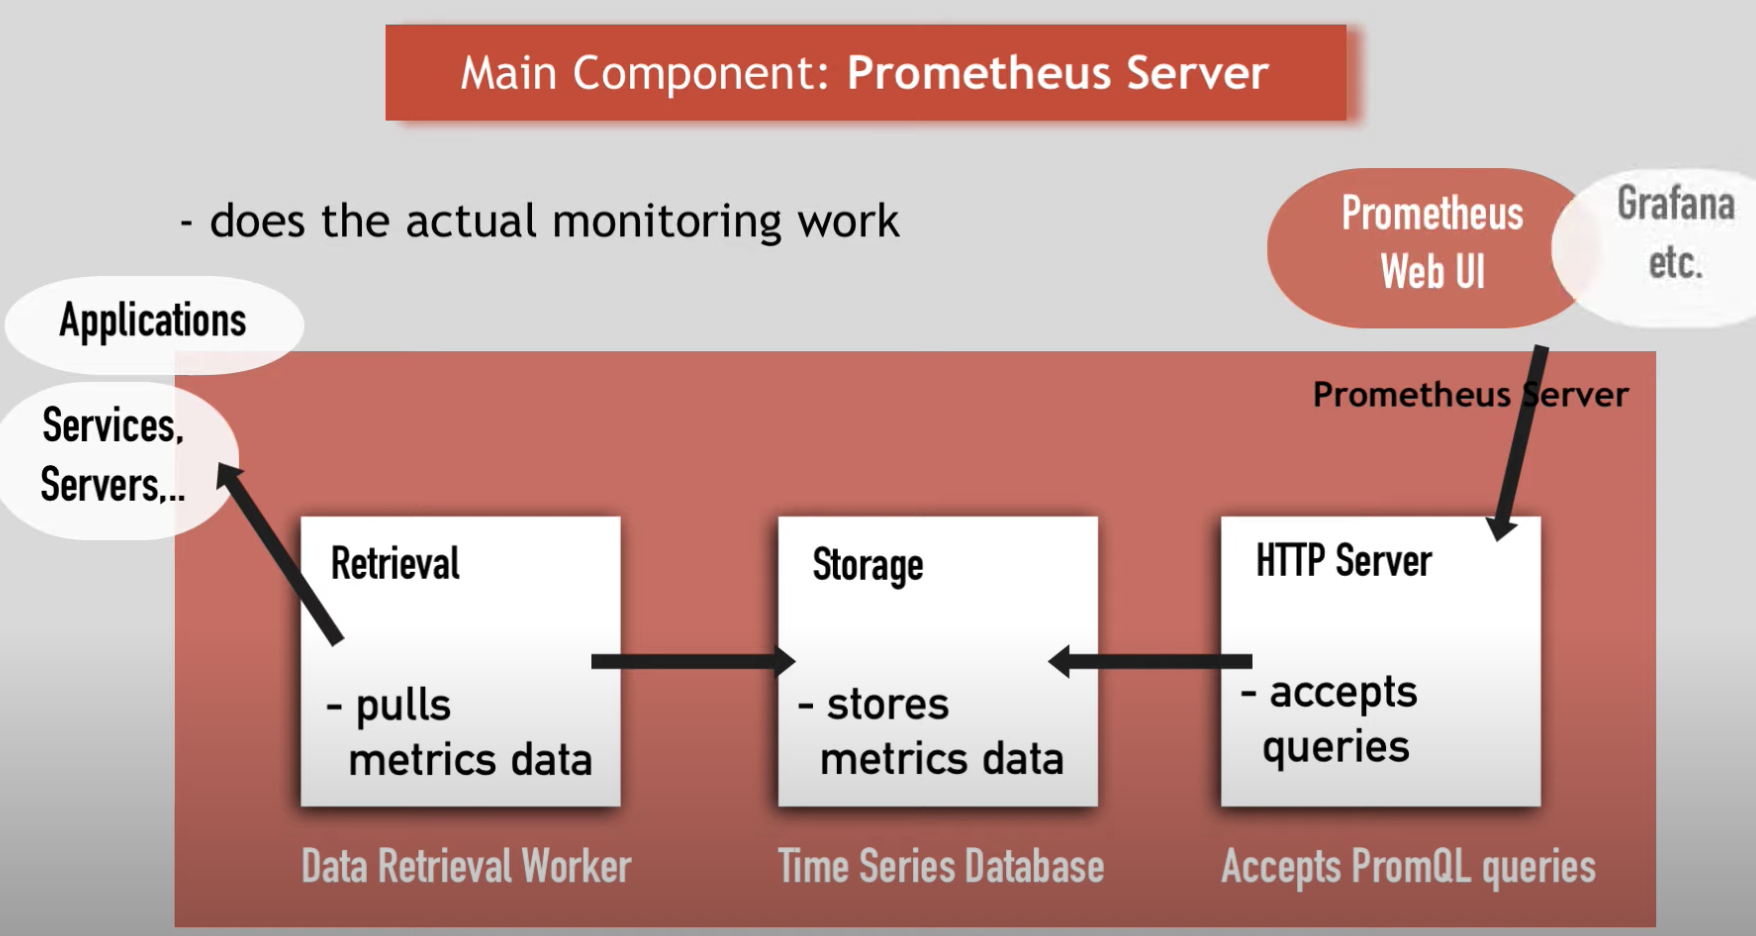 Main Component: Prometheus Server
- does the actual monitoring work
Prometheus
Web UI
Grafana
etc.
Applications
Services,
Servers,..
Prometheus Server
Retrieval
- pulls
metrics data
Storage
- stores
metrics data
HTTP Server
- accepts
queries
Data Retrieval Worker
Time Series Database
Accepts PromQL queries